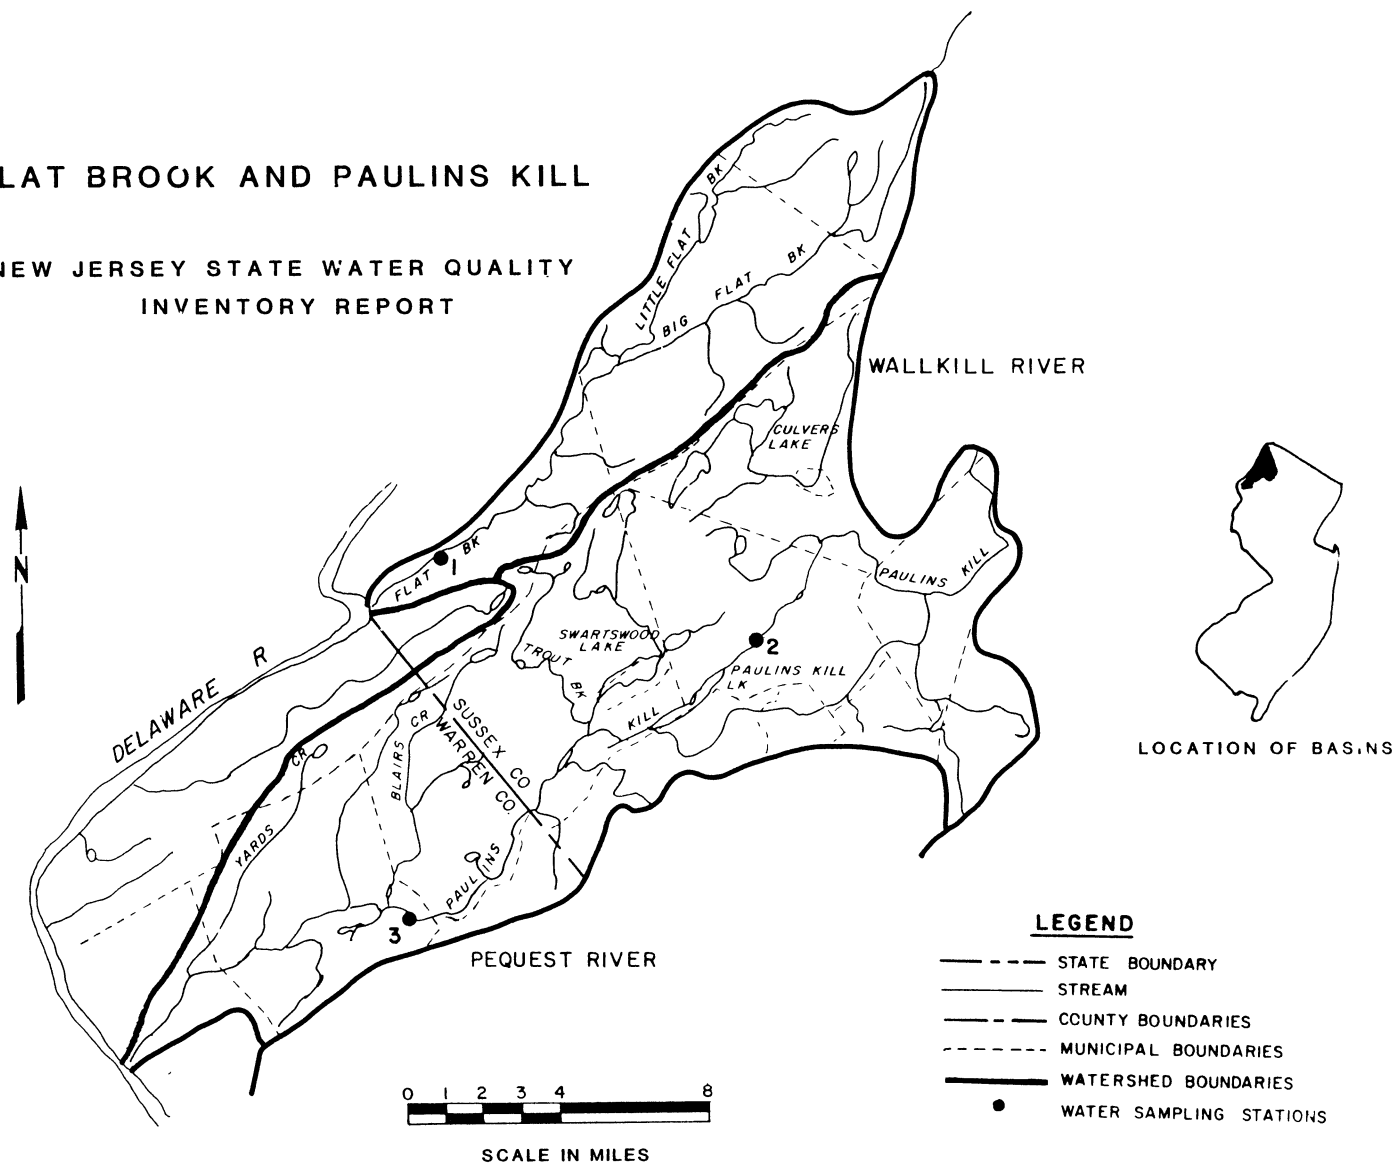 LAT BROOK AND PAULINS KILL
NEW JERSEY STATE WATER QUALITY
INVENTORY REPORT
LITTLE FLAT BK
BIG FLAT BK
WALLKILL RIVER
CULVERS
LAKE
N
FLAT BK
1
PAULINS KILL
SWARTSWOOD
LAKE
TROUT BK
2
PAULINS KILL
LK
KILL
DELAWARE R
SUSSEX CO
WARREN CO.
BLAIRS CR
YARDS CR
PAULINS
3
PEQUEST RIVER
LOCATION OF BASINS
LEGEND
STATE BOUNDARY
STREAM
COUNTY BOUNDARIES
MUNICIPAL BOUNDARIES
WATERSHED BOUNDARIES
WATER SAMPLING STATIONS
0 1 2 3 4 8
SCALE IN MILES